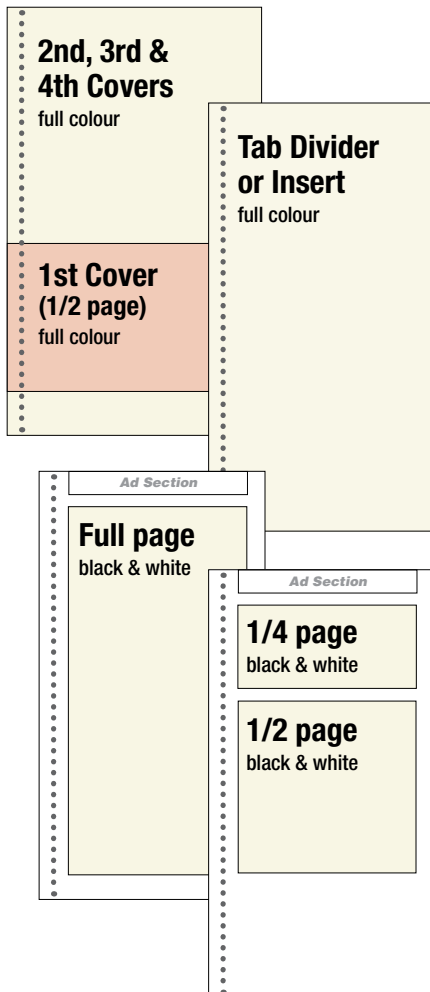 2nd, 3rd &
4th Covers
full colour
1st Cover
(1/2 page)
full colour
Tab Divider
or Insert
full colour
Ad Section
Full page
black & white
Ad Section
1/4 page
black & white
1/2 page
black & white